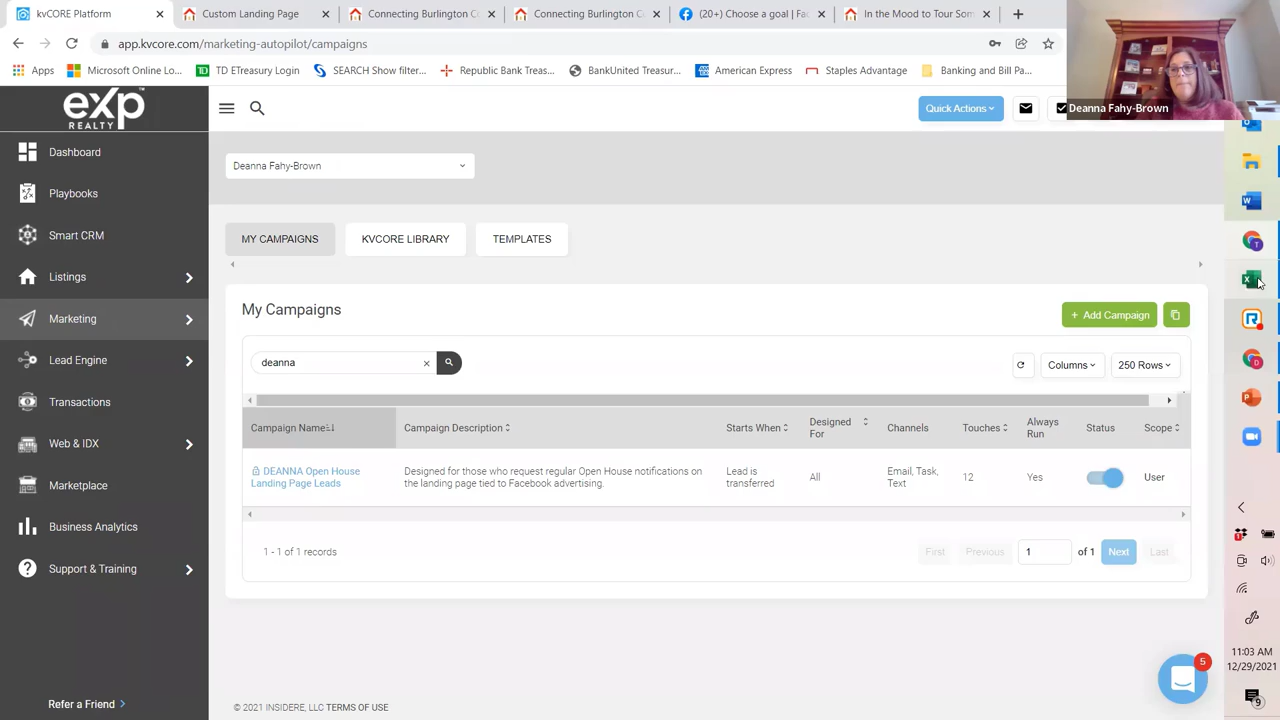 kvCORE Platform
Custom Landing Page
Connecting Burlington C
Connecting Burlington C
(20+) Choose a goal | Fac
In the Mood to Tour Som
app.kvcore.com/marketing-autopilot/campaigns
Apps
Microsoft Online Lo...
TD ETreasury Login
SEARCH Show filter...
Republic Bank Treas...
BankUnited Treasur...
American Express
Staples Advantage
Banking and Bill Pa...
Deanna Fahy-Brown
eXp
REALTY
Quick Actions
Dashboard
Playbooks
Smart CRM
Listings
Marketing
Lead Engine
Transactions
Web & IDX
Marketplace
Business Analytics
Support & Training
Refer a Friend
Deanna Fahy-Brown
MY CAMPAIGNS
KVCORE LIBRARY
TEMPLATES
My Campaigns
+ Add Campaign
deanna
Columns
250 Rows
Campaign Name
Campaign Description
Starts When
Designed For
Channels
Touches
Always Run
Status
Scope
DEANNA Open House
Landing Page Leads
Designed for those who request regular Open House notifications on
the landing page tied to Facebook advertising.
Lead is
transferred
All
Email, Task,
Text
12
Yes
User
1 - 1 of 1 records
First
Previous
1
of 1
Next
Last
5
© 2021 INSIDERE, LLC TERMS OF USE
T
D
11:03 AM
12/29/2021
9